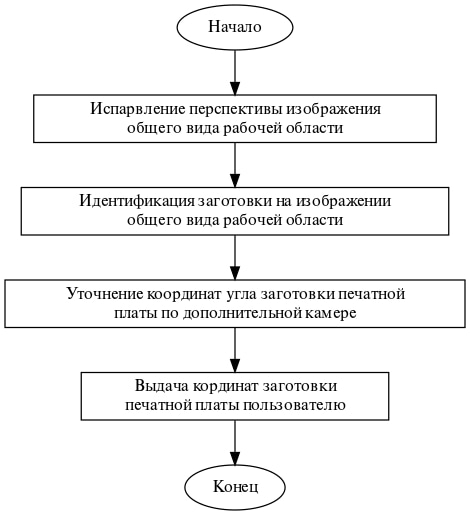 Начало
Испарвление перспективы изображения
общего вида рабочей области
Идентификация заготовки на изображении
общего вида рабочей области
Уточнение координат угла заготовки печатной
платы по дополнительной камере
Выдача кординат заготовки
печатной платы пользователю
Конец